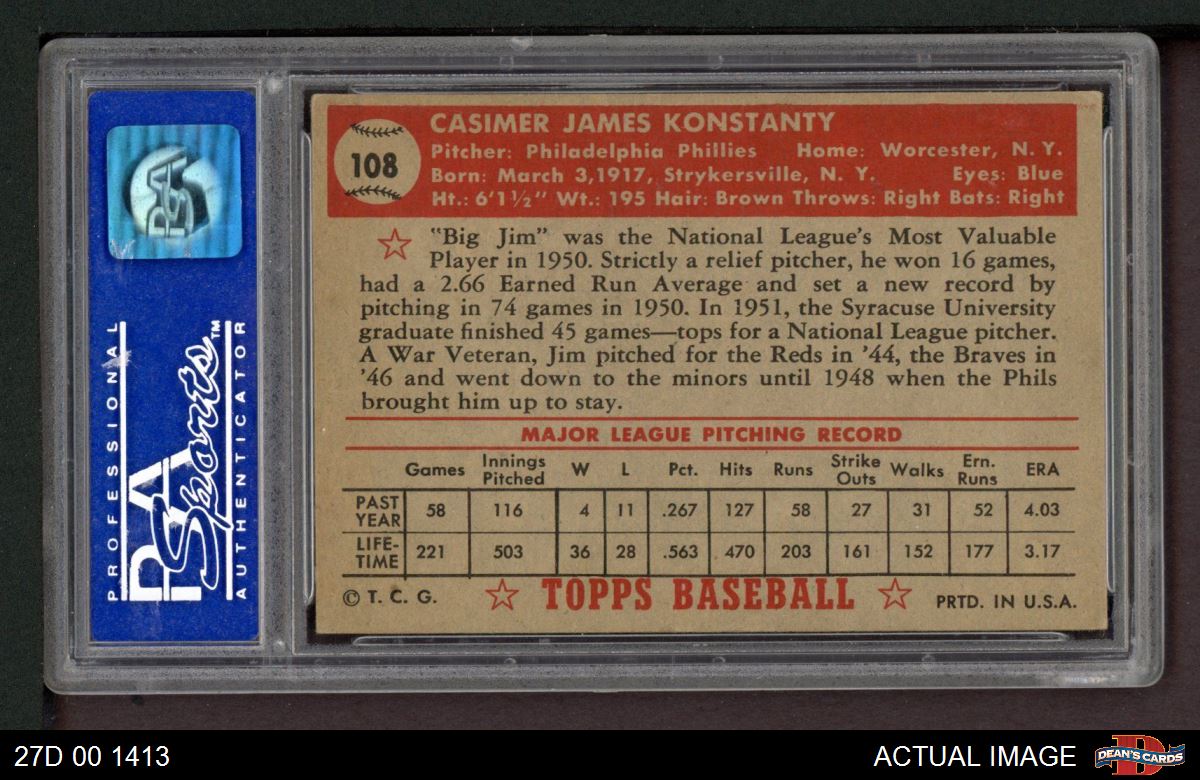 PSA
PROFESSIONAL
PSA
Sports™
AUTHENTICATOR
108
CASIMER JAMES KONSTANTY
Pitcher: Philadelphia Phillies Home: Worcester, N. Y.
Born: March 3,1917, Strykersville, N. Y. Eyes: Blue
Ht.: 6'1½" Wt.: 195 Hair: Brown Throws: Right Bats: Right
"Big Jim" was the National League's Most Valuable
Player in 1950. Strictly a relief pitcher, he won 16 games,
had a 2.66 Earned Run Average and set a new record by
pitching in 74 games in 1950. In 1951, the Syracuse University
graduate finished 45 games—tops for a National League pitcher.
A War Veteran, Jim pitched for the Reds in '44, the Braves in
'46 and went down to the minors until 1948 when the Phils
brought him up to stay.
MAJOR LEAGUE PITCHING RECORD
Games Innings Pitched W L Pct. Hits Runs Strike Outs Walks Ern. Runs ERA
PAST YEAR 58 116 4 11 .267 127 58 27 31 52 4.03
LIFE-TIME 221 503 36 28 .563 470 203 161 152 177 3.17
© T. C. G. TOPPS BASEBALL PRTD. IN U.S.A.
27D 00 1413 ACTUAL IMAGE D DEAN'S CARDS